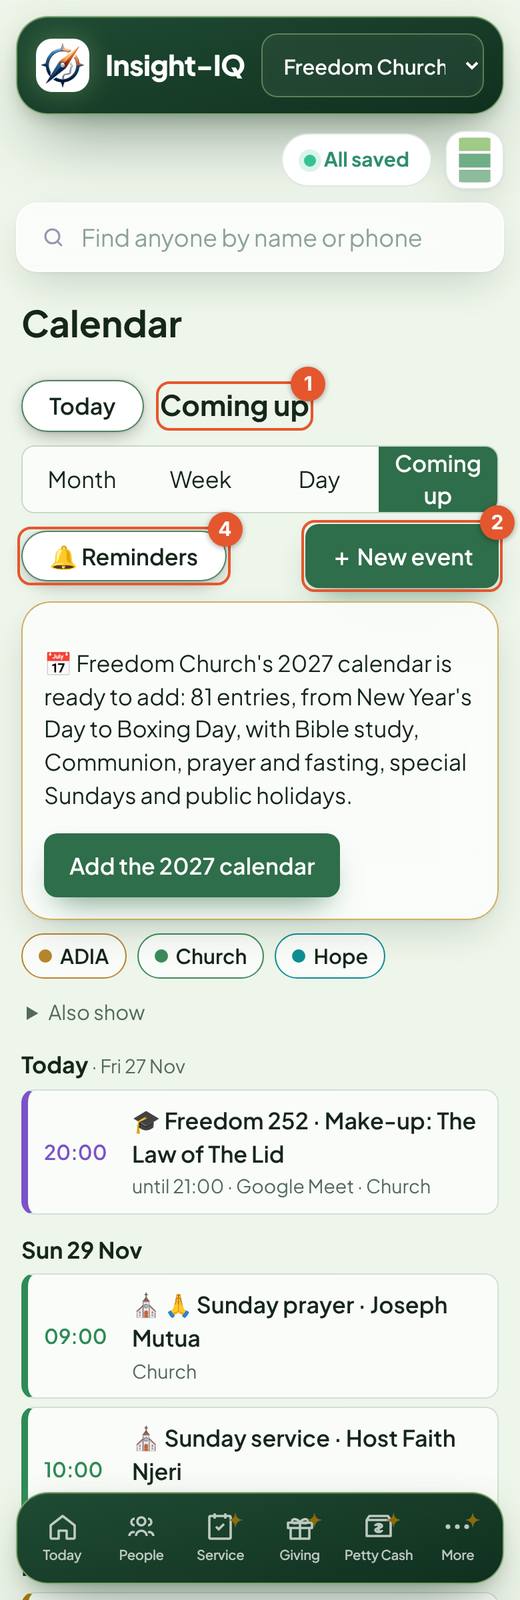 Insight-IQ
Freedom Church
All saved
Find anyone by name or phone
Calendar
Today
Coming up
1
Month
Week
Day
Coming
up
4
2
🔔 Reminders
+ New event
📅 Freedom Church's 2027 calendar is
ready to add: 81 entries, from New Year's
Day to Boxing Day, with Bible study,
Communion, prayer and fasting, special
Sundays and public holidays.
Add the 2027 calendar
ADIA
Church
Hope
▶ Also show
Today · Fri 27 Nov
20:00
🎓 Freedom 252 · Make-up: The
Law of The Lid
until 21:00 · Google Meet · Church
Sun 29 Nov
09:00
⛪ 🙏 Sunday prayer · Joseph
Mutua
Church
10:00
⛪ Sunday service · Host Faith
Njeri
Today
People
Service
Giving
Petty Cash
More